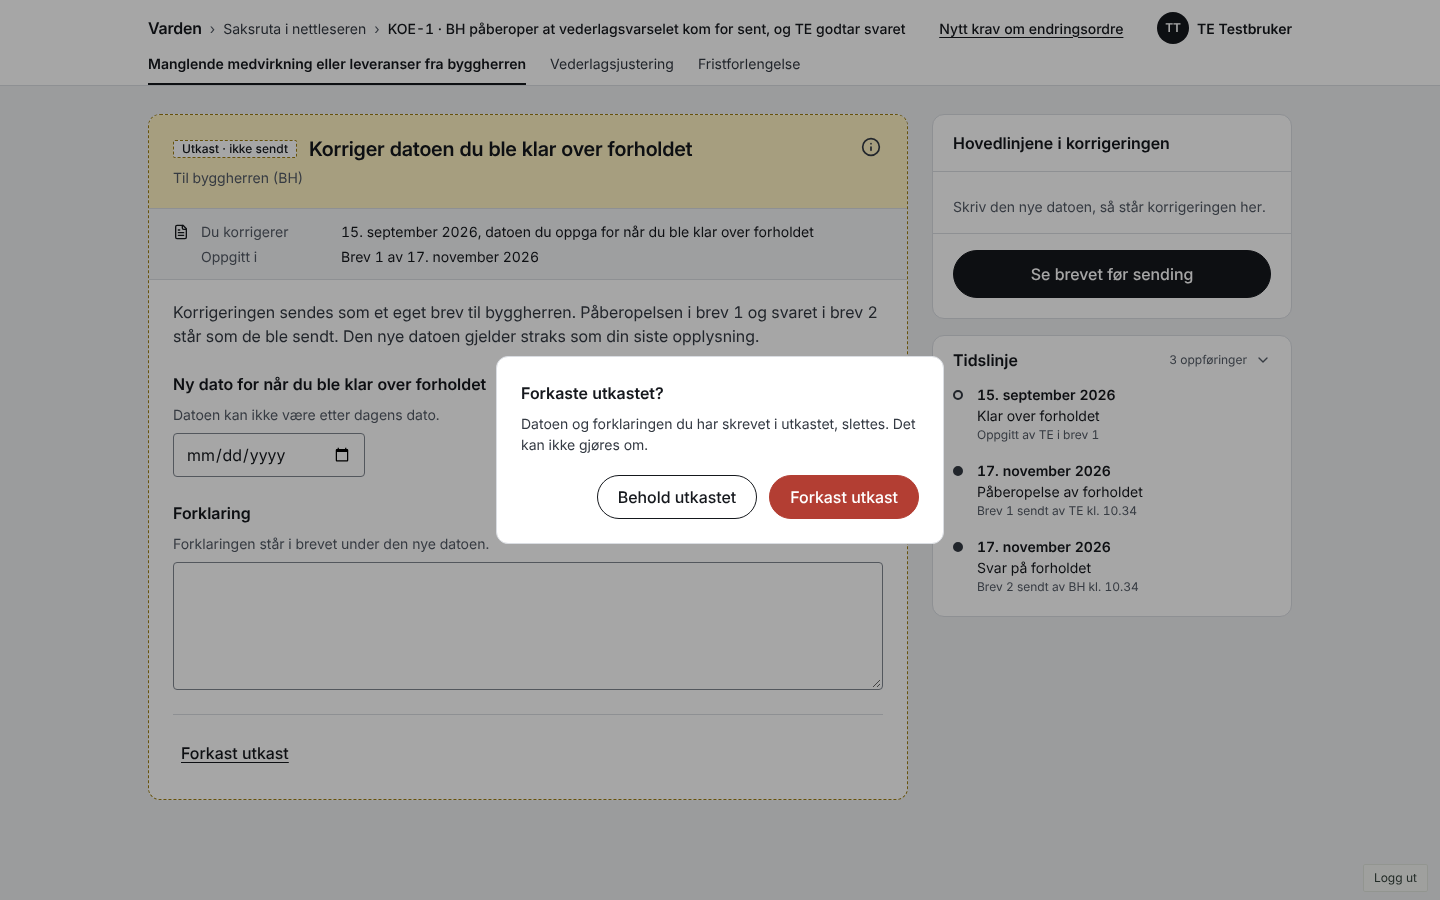 Varden › Saksruta i nettleseren › KOE-1 · BH påberoper at vederlagsvarselet kom for sent, og TE godtar svaret
Nytt krav om endringsordre
TT TE Testbruker
Manglende medvirkning eller leveranser fra byggherren
Vederlagsjustering
Fristforlengelse
Utkast · ikke sendt
Korriger datoen du ble klar over forholdet
Til byggherren (BH)
Du korrigerer 15. september 2026, datoen du oppga for når du ble klar over forholdet
Oppgitt i Brev 1 av 17. november 2026
Korrigeringen sendes som et eget brev til byggherren. Påberopelsen i brev 1 og svaret i brev 2
står som de ble sendt. Den nye datoen gjelder straks som din siste opplysning.
Ny dato for når du ble klar over forholdet
Datoen kan ikke være etter dagens dato.
mm/dd/yyyy
Forklaring
Forklaringen står i brevet under den nye datoen.
Forkast utkast
Forkaste utkastet?
Datoen og forklaringen du har skrevet i utkastet, slettes. Det
kan ikke gjøres om.
Behold utkastet
Forkast utkast
Hovedlinjene i korrigeringen
Skriv den nye datoen, så står korrigeringen her.
Se brevet før sending
Tidslinje
3 oppføringer
15. september 2026
Klar over forholdet
Oppgitt av TE i brev 1
17. november 2026
Påberopelse av forholdet
Brev 1 sendt av TE kl. 10.34
17. november 2026
Svar på forholdet
Brev 2 sendt av BH kl. 10.34
Logg ut